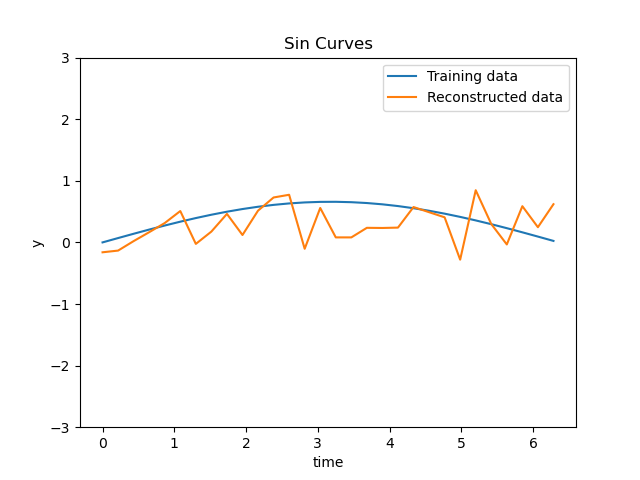 Sin Curves
Training data
Reconstructed data
y
3
2
1
0
−1
−2
−3
0 1 2 3 4 5 6
time